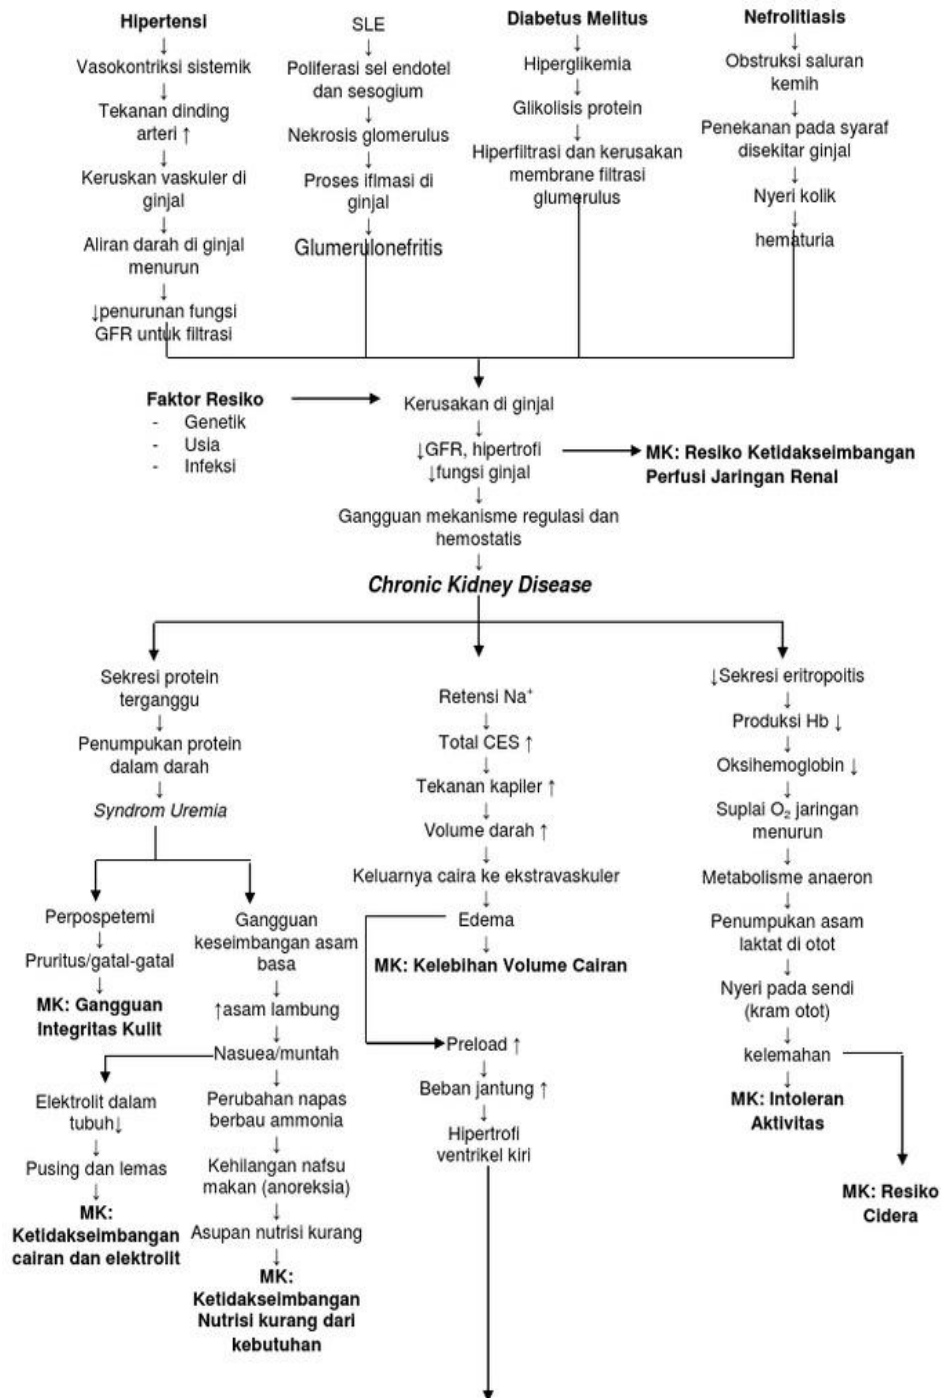 Hipertensi
↓
Vasokontriksi sistemik
↓
Tekanan dinding
arteri ↑
↓
Keruskan vaskuler di
ginjal
↓
Aliran darah di ginjal
menurun
↓
↓penurunan fungsi
GFR untuk filtrasi
SLE
↓
Poliferasi sel endotel
dan sesogium
↓
Nekrosis glomerulus
↓
Proses iflmasi di
ginjal
↓
Glumerulonefritis
Diabetus Melitus
↓
Hiperglikemia
↓
Glikolisis protein
↓
Hiperfiltrasi dan kerusakan
membrane filtrasi
glumerulus
Nefrolitiasis
↓
Obstruksi saluran
kemih
↓
Penekanan pada syaraf
disekitar ginjal
↓
Nyeri kolik
↓
hematuria
Faktor Resiko
- Genetik
- Usia
- Infeksi
Kerusakan di ginjal
↓
↓GFR, hipertrofi
↓fungsi ginjal
MK: Resiko Ketidakseimbangan
Perfusi Jaringan Renal
↓
Gangguan mekanisme regulasi dan
hemostatis
↓
Chronic Kidney Disease
Sekresi protein
terganggu
↓
Penumpukan protein
dalam darah
↓
Syndrom Uremia
Perpospetemi
↓
Pruritus/gatal-gatal
↓
MK: Gangguan
Integritas Kulit
Gangguan
keseimbangan asam
basa
↓
↑asam lambung
↓
Nasuea/muntah
↓
Perubahan napas
berbau ammonia
↓
Kehilangan nafsu
makan (anoreksia)
↓
Asupan nutrisi kurang
↓
MK:
Ketidakseimbangan
Nutrisi kurang dari
kebutuhan
Elektrolit dalam
tubuh↓
↓
Pusing dan lemas
↓
MK:
Ketidakseimbangan
cairan dan elektrolit
Retensi Na⁺
↓
Total CES ↑
↓
Tekanan kapiler ↑
↓
Volume darah ↑
↓
Keluarnya caira ke ekstravaskuler
↓
Edema
↓
MK: Kelebihan Volume Cairan
Preload ↑
↓
Beban jantung ↑
↓
Hipertrofi
ventrikel kiri
↓Sekresi eritropoitis
↓
Produksi Hb ↓
↓
Oksihemoglobin ↓
↓
Suplai O₂ jaringan
menurun
↓
Metabolisme anaeron
↓
Penumpukan asam
laktat di otot
↓
Nyeri pada sendi
(kram otot)
↓
kelemahan
↓
MK: Intoleran
Aktivitas
MK: Resiko
Cidera